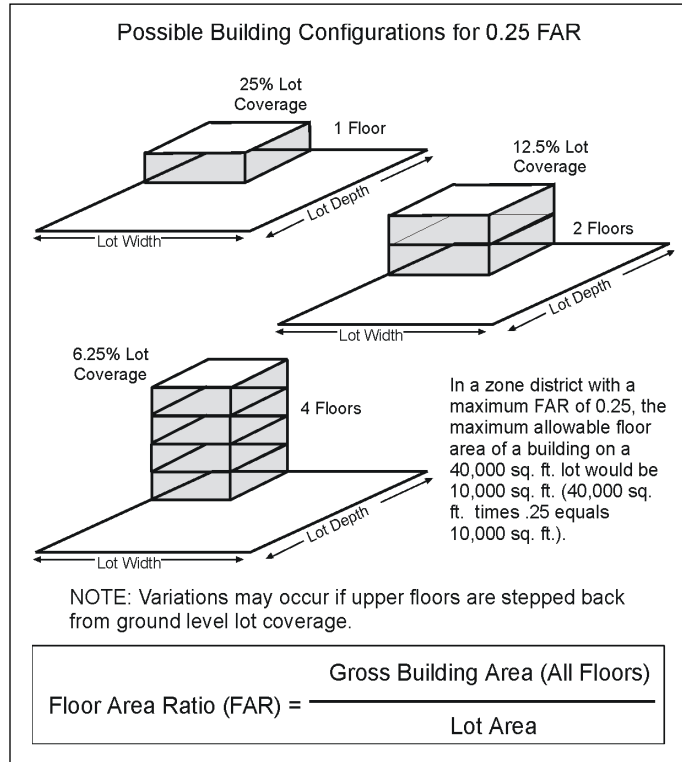 Possible Building Configurations for 0.25 FAR
25% Lot
Coverage
1 Floor
Lot Depth
Lot Width
12.5% Lot
Coverage
2 Floors
Lot Depth
Lot Width
6.25% Lot
Coverage
4 Floors
Lot Depth
Lot Width
In a zone district with a
maximum FAR of 0.25, the
maximum allowable floor
area of a building on a
40,000 sq. ft. lot would be
10,000 sq. ft. (40,000 sq.
ft. times .25 equals
10,000 sq. ft.).
NOTE: Variations may occur if upper floors are stepped back
from ground level lot coverage.
Gross Building Area (All Floors)
Floor Area Ratio (FAR) =
Lot Area